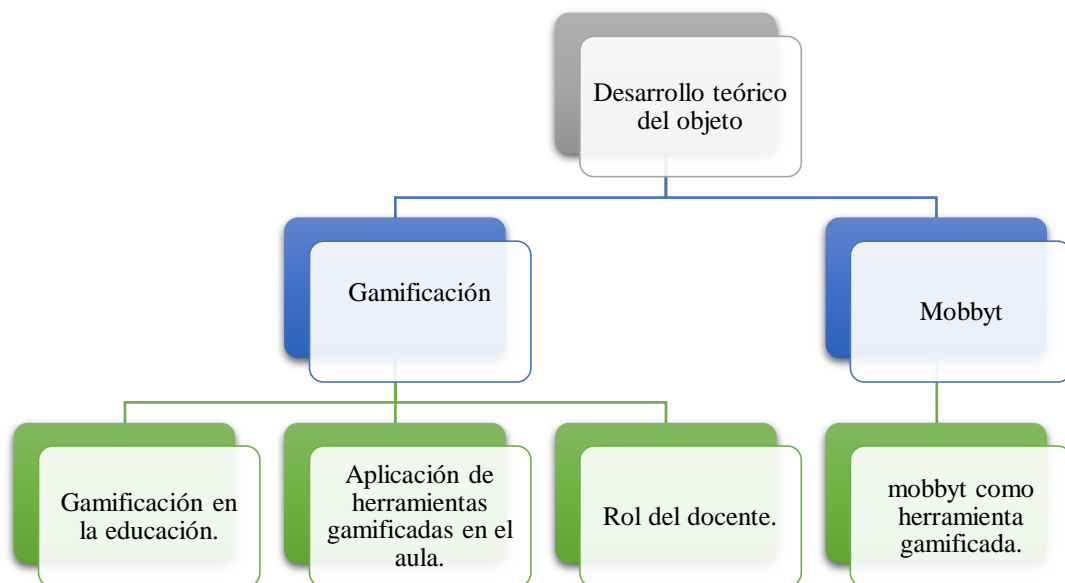 Desarrollo teórico
del objeto
Gamificación
Mobbyt
Gamificación en
la educación.
Aplicación de
herramientas
gamificadas en el
aula.
Rol del docente.
mobbyt como
herramienta
gamificada.